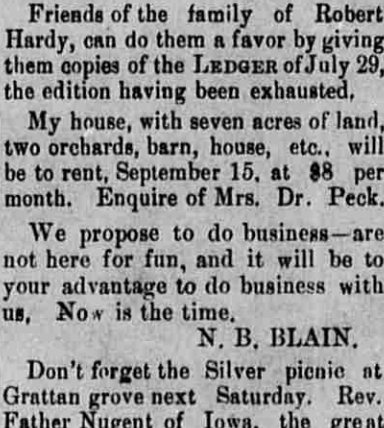 Friends of the family of Robert
Hardy, can do them a favor by giving
them copies of the LEDGER of July 29,
the edition having been exhausted.
My house, with seven acres of land,
two orchards, barn, house, etc., will
be to rent, September 15, at $8 per
month. Enquire of Mrs. Dr. Peck.
We propose to do business—are
not here for fun, and it will be to
your advantage to do business with
us. Now is the time.
N. B. BLAIN.
Don't forget the Silver picnic at
Grattan grove next Saturday. Rev.
Father Nugent of Iowa, the great